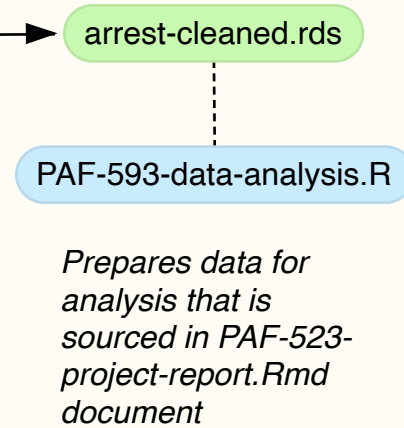 arrest-cleaned.rds
PAF-593-data-analysis.R
Prepares data for
analysis that is
sourced in PAF-523-
project-report.Rmd
document